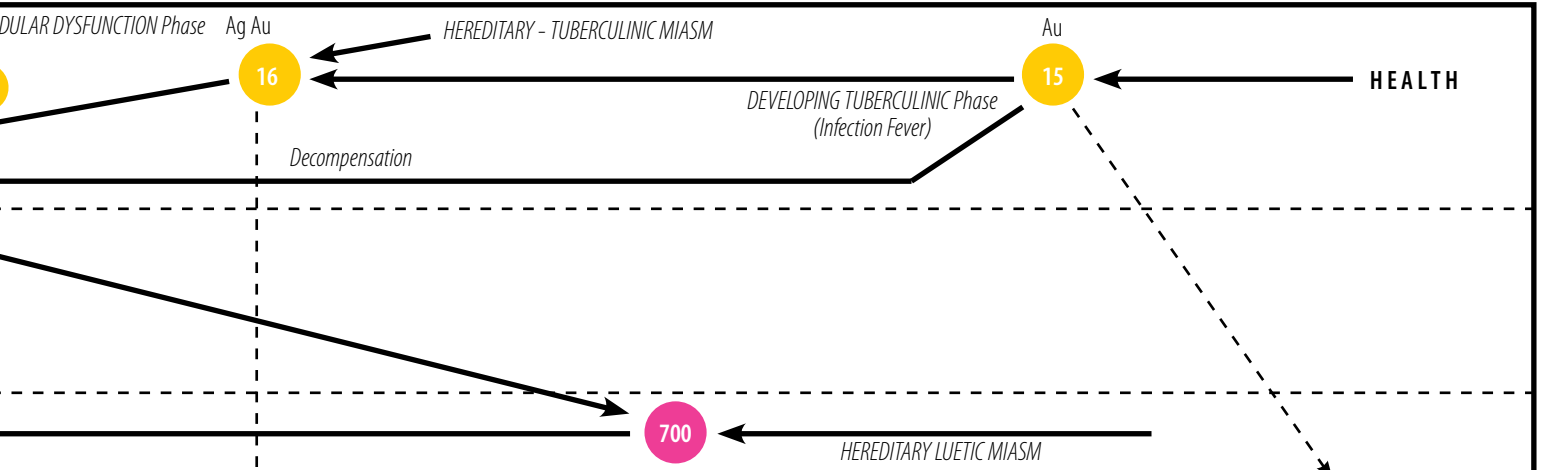 DULAR DYSFUNCTION Phase
Ag Au
HEREDITARY – TUBERCULINIC MIASM
Au
16
15
HEALTH
DEVELOPING TUBERCULINIC Phase
(Infection Fever)
Decompensation
700
HEREDITARY LUETIC MIASM